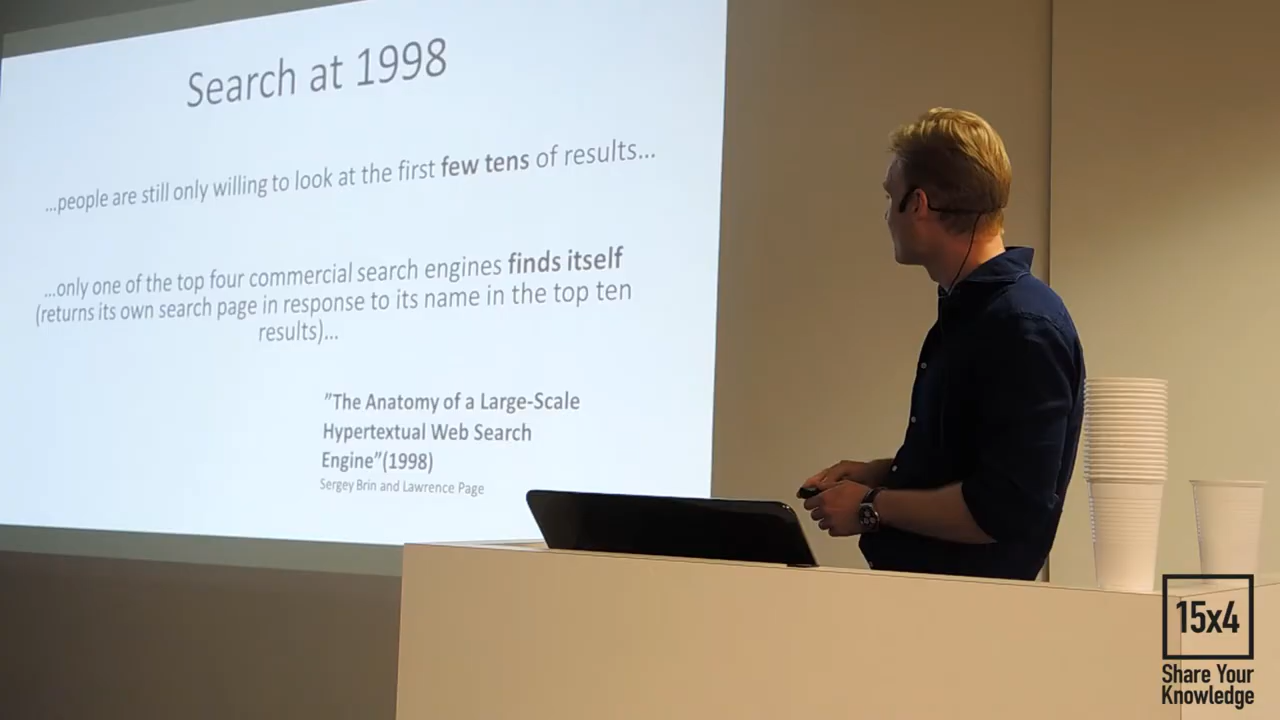 Search at 1998
...people are still only willing to look at the first few tens of results...
...only one of the top four commercial search engines finds itself
(returns its own search page in response to its name in the top ten
results)...
”The Anatomy of a Large-Scale
Hypertextual Web Search
Engine”(1998)
Sergey Brin and Lawrence Page
15x4
Share Your
Knowledge